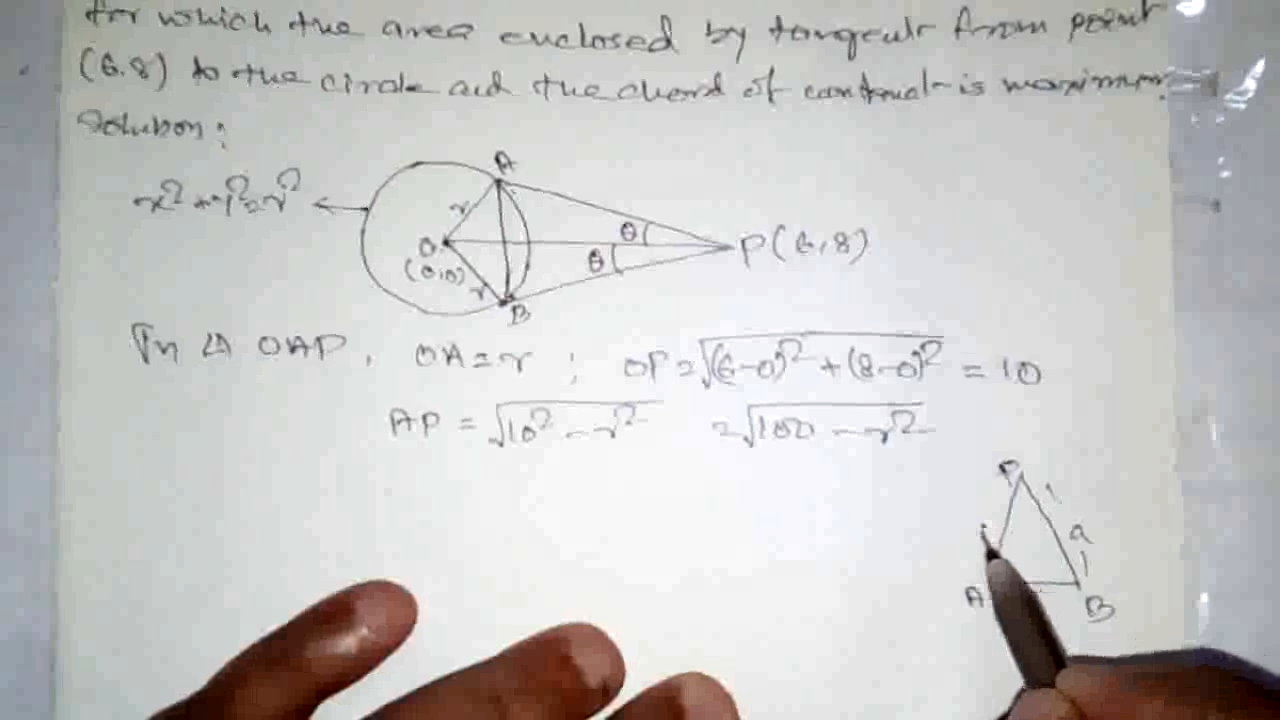 for which the area enclosed by tangent from point
(6,8) to the circle and the chord of contact is maximum.
Solution:
x² + y² = r²
A
r
θ
O
(0,0)
θ
P(6,8)
r
B
In Δ OAP, OA = r ; OP = √(6-0)² + (8-0)² = 10
AP = √10² - r² = √100 - r²
P
a
A
B